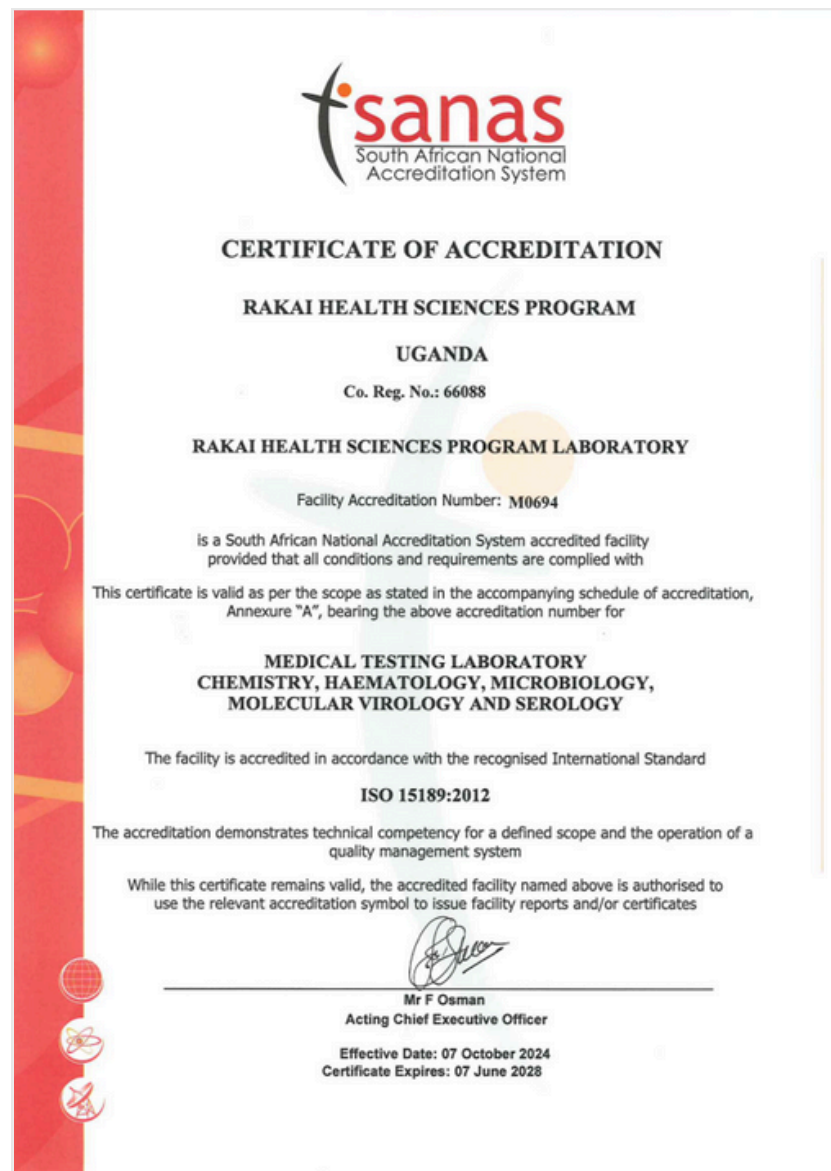 sanas
South African National
Accreditation System
CERTIFICATE OF ACCREDITATION
RAKAI HEALTH SCIENCES PROGRAM
UGANDA
Co. Reg. No.: 66088
RAKAI HEALTH SCIENCES PROGRAM LABORATORY
Facility Accreditation Number: M0694
is a South African National Accreditation System accredited facility
provided that all conditions and requirements are complied with
This certificate is valid as per the scope as stated in the accompanying schedule of accreditation,
Annexure "A", bearing the above accreditation number for
MEDICAL TESTING LABORATORY
CHEMISTRY, HAEMATOLOGY, MICROBIOLOGY,
MOLECULAR VIROLOGY AND SEROLOGY
The facility is accredited in accordance with the recognised International Standard
ISO 15189:2012
The accreditation demonstrates technical competency for a defined scope and the operation of a
quality management system
While this certificate remains valid, the accredited facility named above is authorised to
use the relevant accreditation symbol to issue facility reports and/or certificates
Mr F Osman
Acting Chief Executive Officer
Effective Date: 07 October 2024
Certificate Expires: 07 June 2028